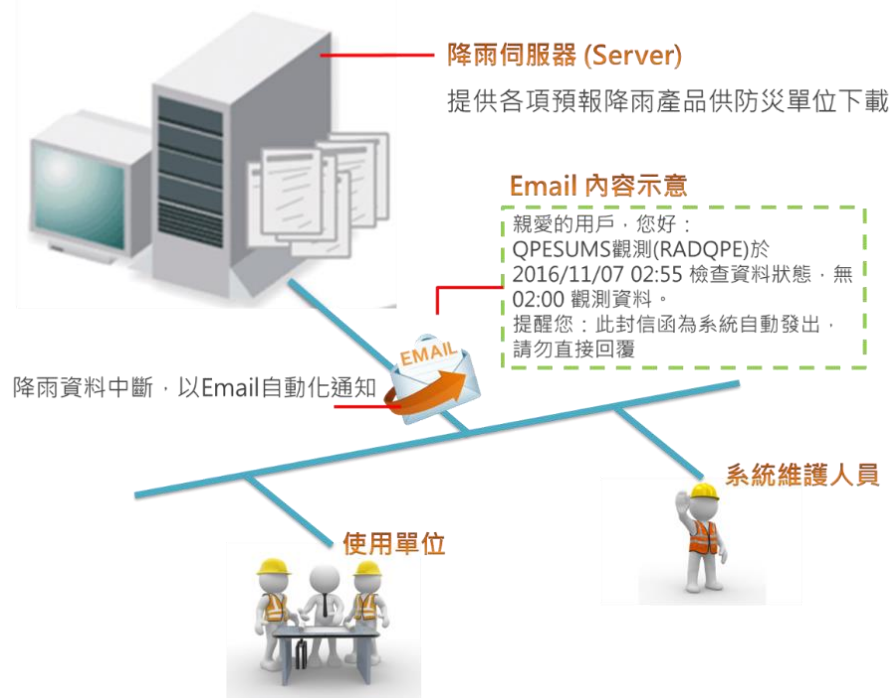 降雨伺服器 (Server)
提供各項預報降雨產品供防災單位下載
Email 內容示意
親愛的用戶，您好：
QPESUMS觀測(RADQPE)於
2016/11/07 02:55 檢查資料狀態，無
02:00 觀測資料。
提醒您：此封信函為系統自動發出，
請勿直接回覆
EMAIL
降雨資料中斷，以Email自動化通知
系統維護人員
使用單位